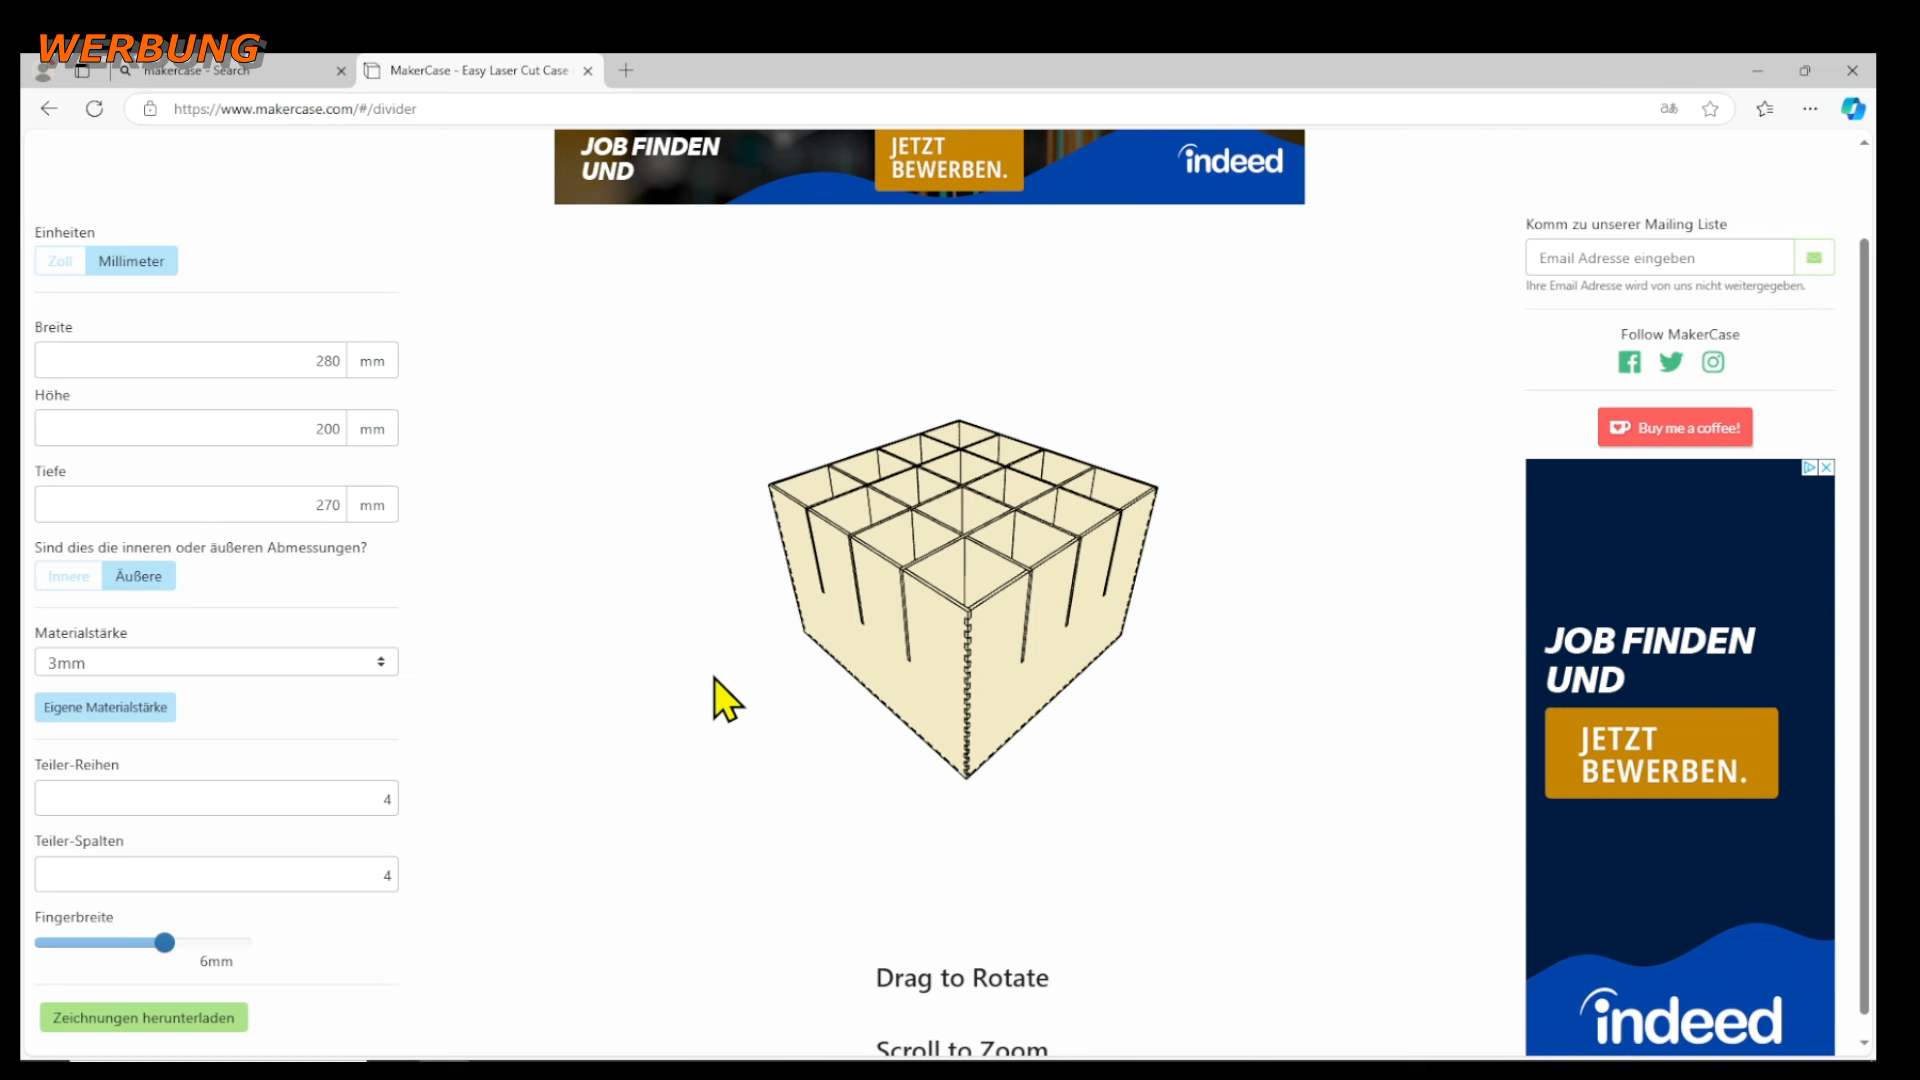 WERBUNG
makercase - Search
MakerCase - Easy Laser Cut Case
https://www.makercase.com/#/divider
aあ
JOB FINDEN
UND
JETZT
BEWERBEN.
indeed
Einheiten
Zoll
Millimeter
Breite
280 mm
Höhe
200 mm
Tiefe
270 mm
Sind dies die inneren oder äußeren Abmessungen?
Innere
Äußere
Materialstärke
3mm
Eigene Materialstärke
Teiler-Reihen
4
Teiler-Spalten
4
Fingerbreite
6mm
Zeichnungen herunterladen
Drag to Rotate
Scroll to Zoom
Komm zu unserer Mailing Liste
Email Adresse eingeben
Ihre Email Adresse wird von uns nicht weitergegeben.
Follow MakerCase
Buy me a coffee!
JOB FINDEN
UND
JETZT
BEWERBEN.
indeed